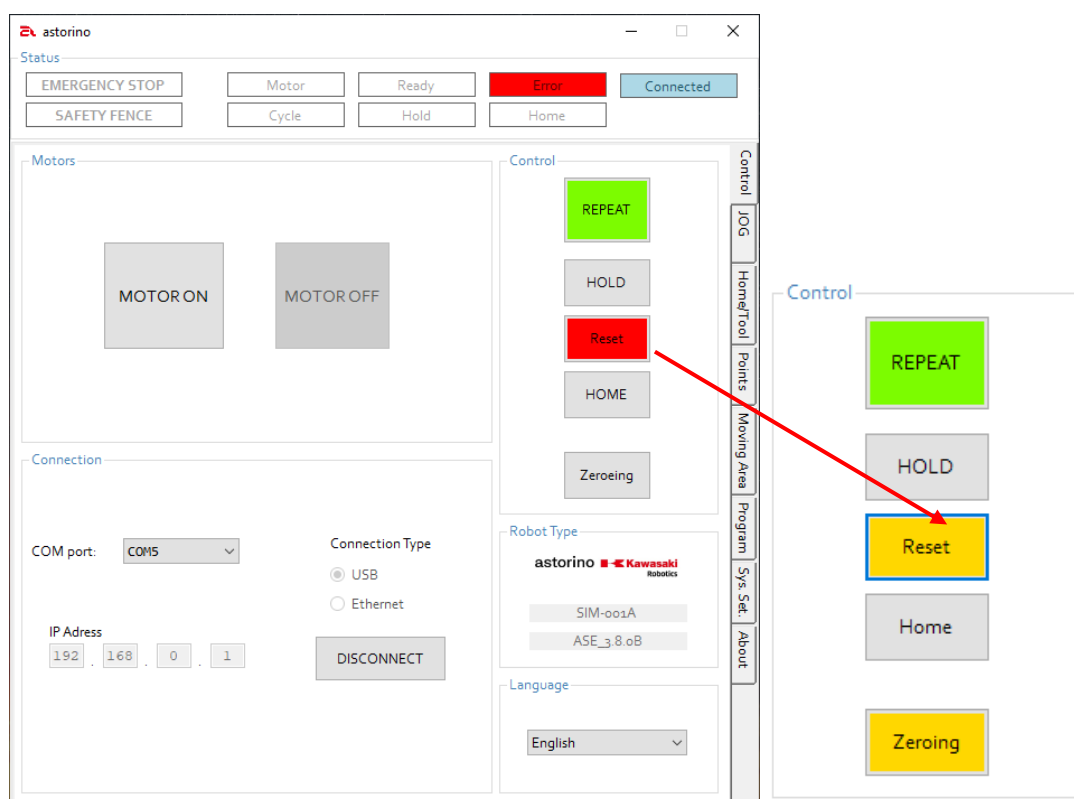 astorino
Status
EMERGENCY STOP
Motor
Ready
Error
Connected
SAFETY FENCE
Cycle
Hold
Home
Motors
MOTOR ON
MOTOR OFF
Control
REPEAT
HOLD
Reset
HOME
Zeroeing
Connection
COM port:
COM5
Connection Type
USB
Ethernet
IP Adress
192 . 168 . 0 . 1
DISCONNECT
Robot Type
astorino Kawasaki
Robotics
SIM-001A
ASE_3.8.0B
Language
English
Control
JOG
Home/Tool
Points
Moving Area
Program
Sys. Set.
About
Control
REPEAT
HOLD
Reset
Home
Zeroing